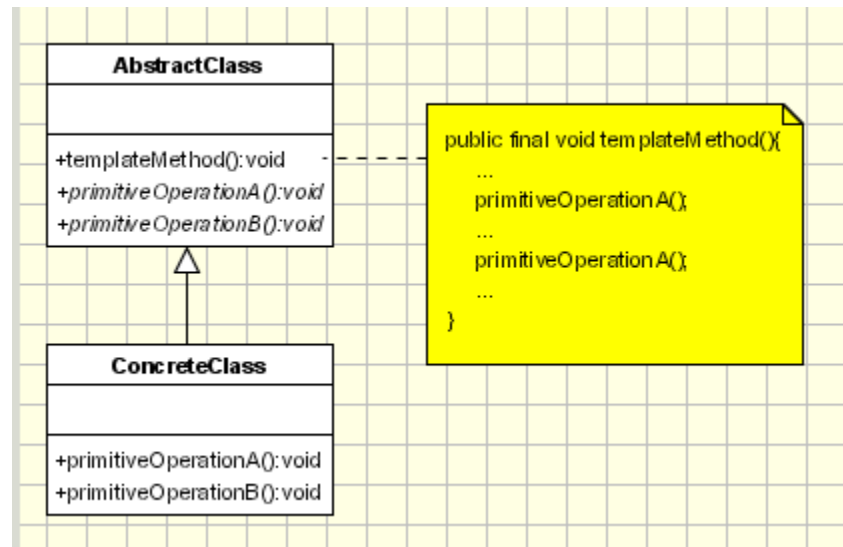 AbstractClass
+templateMethod():void
+primitiveOperationA():void
+primitiveOperationB():void
public final void templateMethod(){
...
primitiveOperationA();
...
primitiveOperationA();
...
}
ConcreteClass
+primitiveOperationA():void
+primitiveOperationB():void